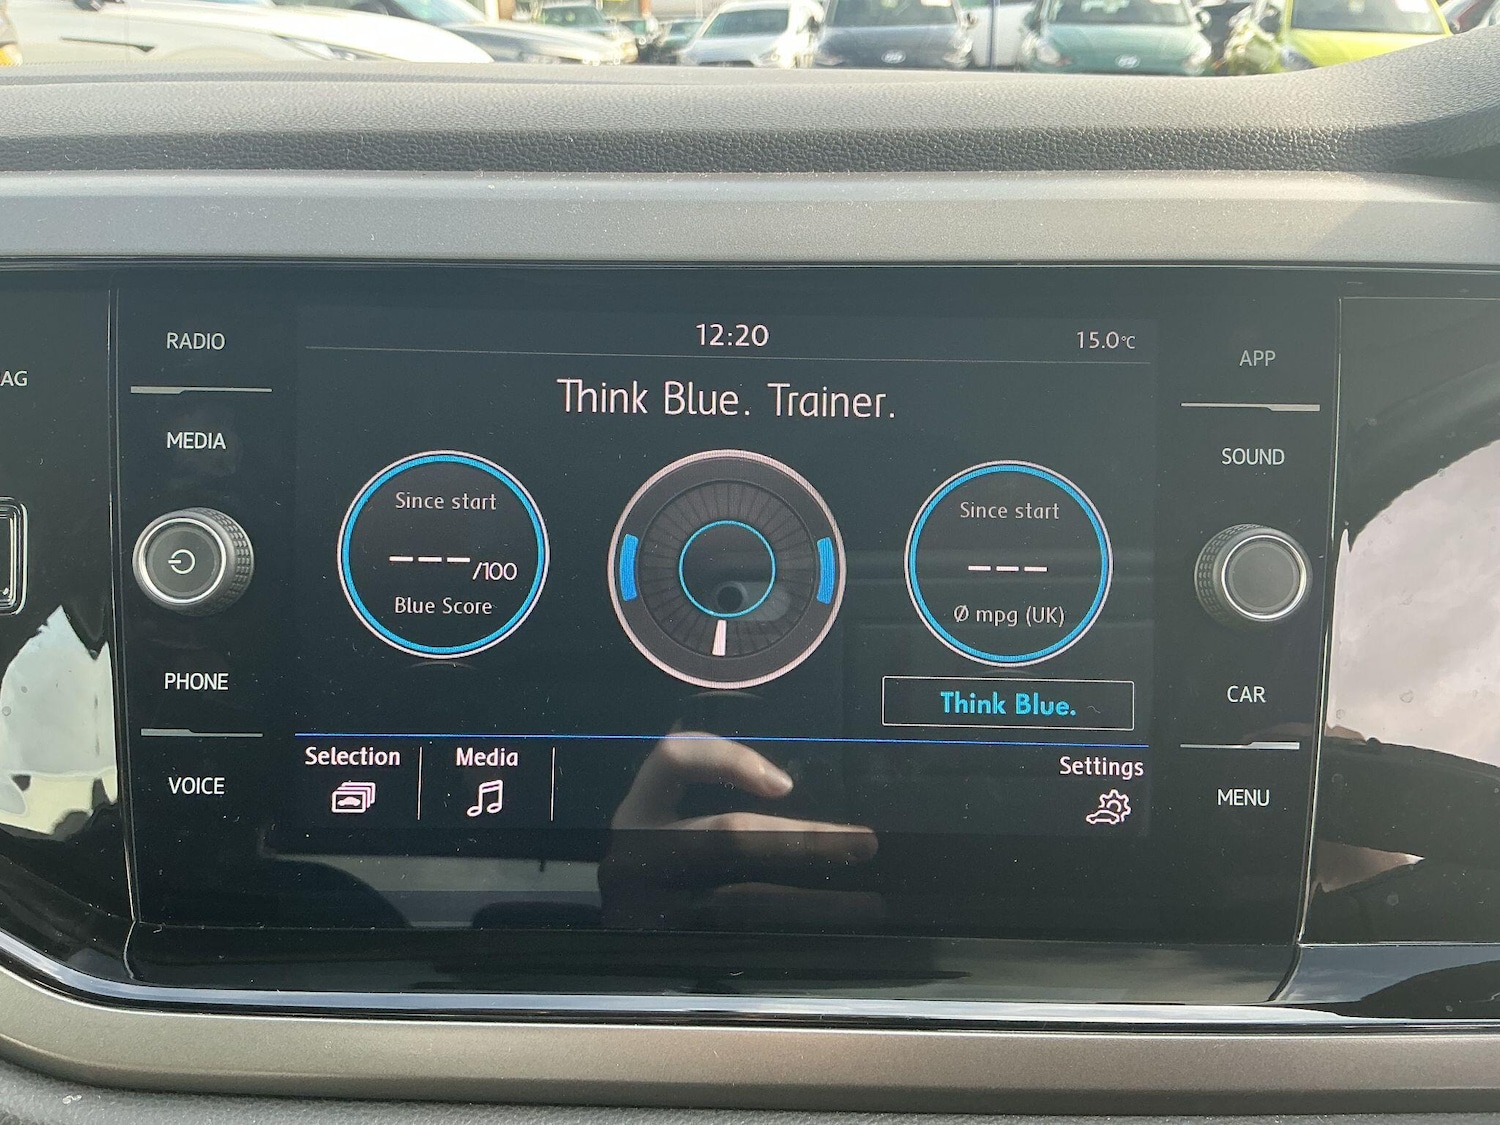 12:20
15.0°C
RADIO
MEDIA
PHONE
VOICE
AG
Think Blue. Trainer.
Since start
---/100
Blue Score
Since start
---
Ø mpg (UK)
Think Blue.
Selection
Media
Settings
APP
SOUND
CAR
MENU